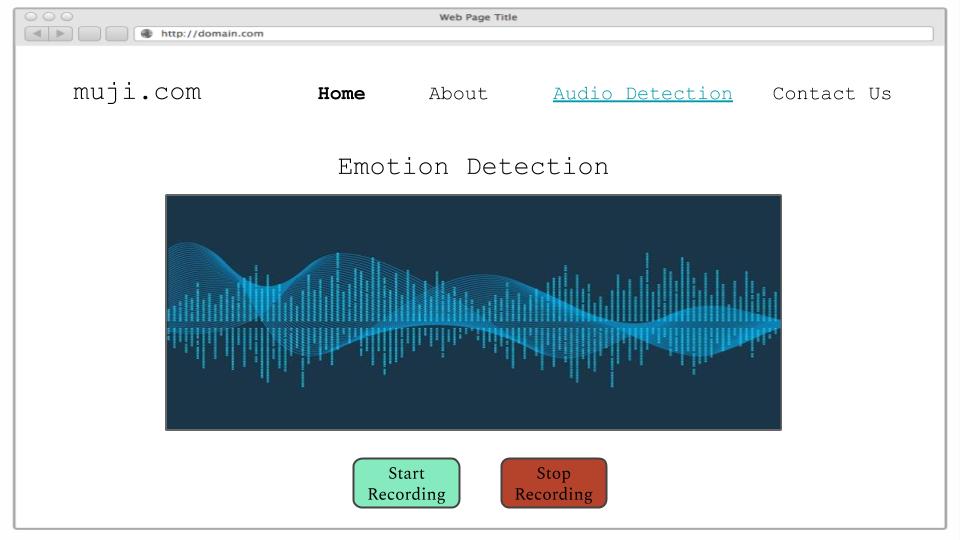 Web Page Title
http://domain.com
muji.com Home About Audio Detection Contact Us
Emotion Detection
Start
Recording
Stop
Recording